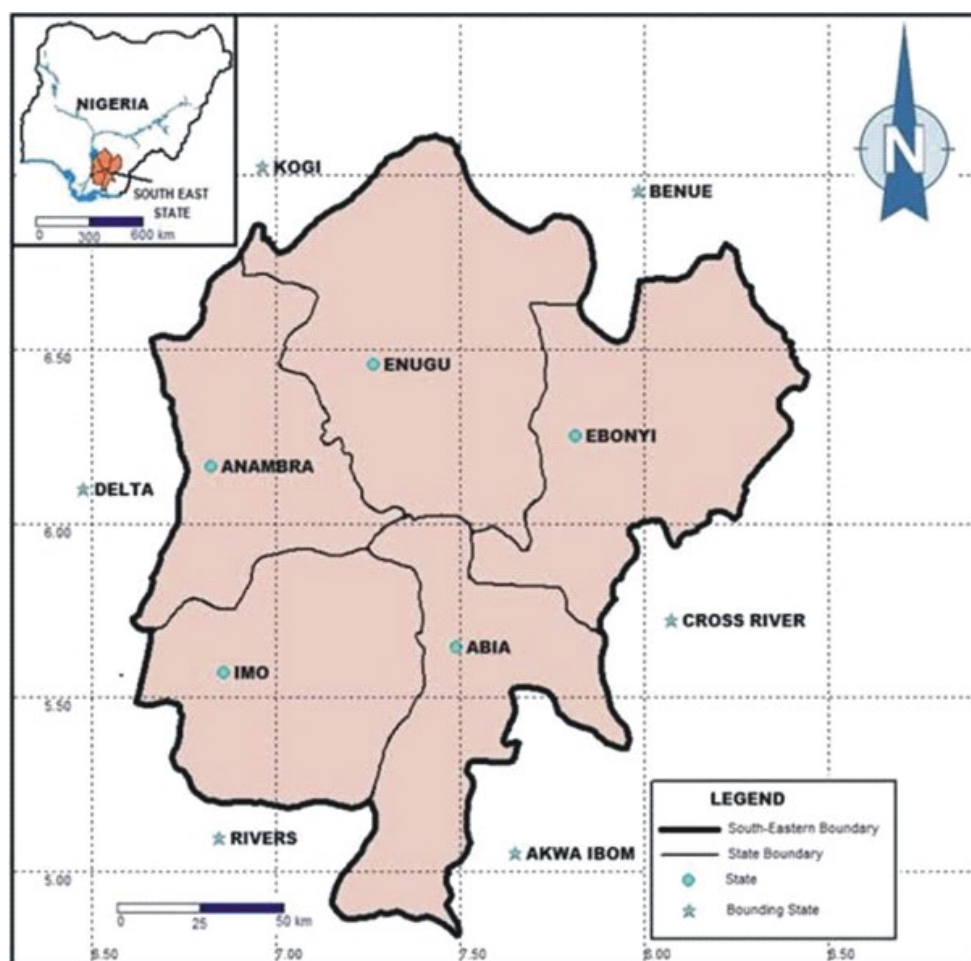 NIGERIA
SOUTH EAST
STATE
0 300 600 km
KOGI
BENUE
6.50
ENUGU
EBONYI
ANAMBRA
DELTA
6.00
CROSS RIVER
ABIA
IMO
5.50
LEGEND
South-Eastern Boundary
State Boundary
State
Bounding State
RIVERS
AKWA IBOM
5.00
0 25 50 km
6.50 7.00 7.50 8.00 8.50
N